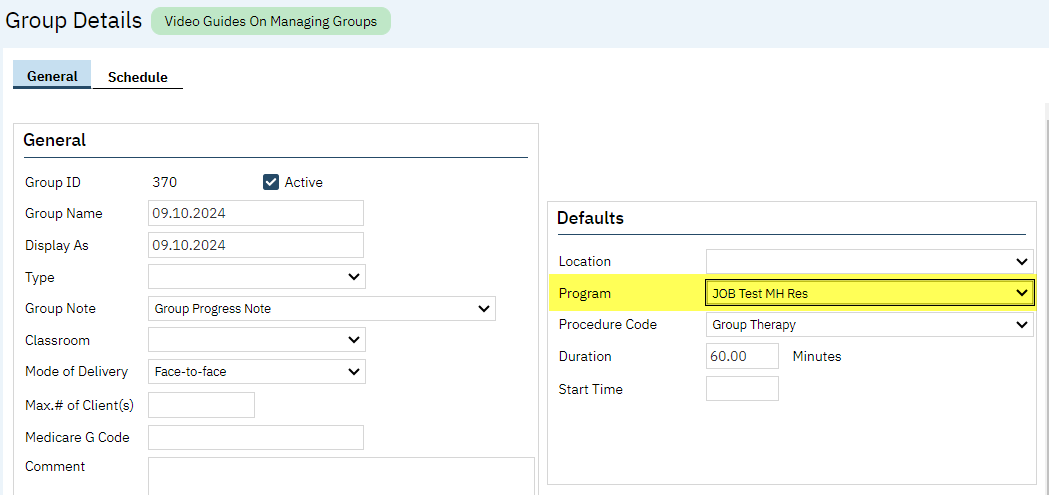 Group Details Video Guides On Managing Groups
General Schedule
General
Group ID 370 Active
Group Name 09.10.2024
Display As 09.10.2024
Type
Group Note Group Progress Note
Classroom
Mode of Delivery Face-to-face
Max.# of Client(s)
Medicare G Code
Comment
Defaults
Location
Program JOB Test MH Res
Procedure Code Group Therapy
Duration 60.00 Minutes
Start Time